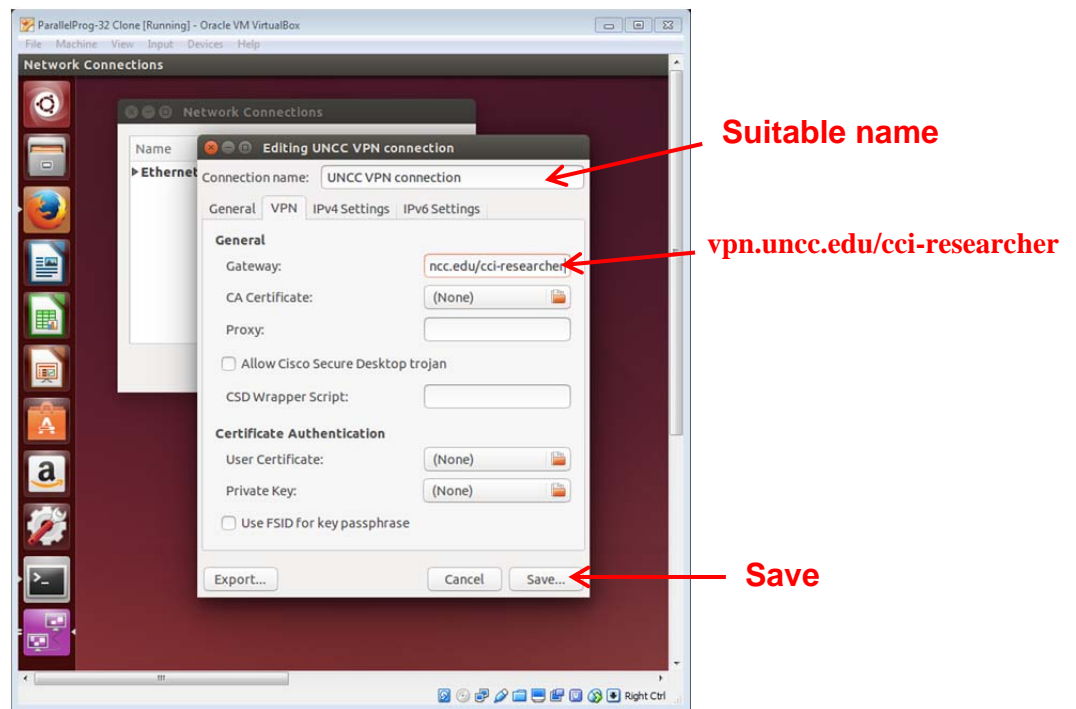 ParallelProg-32 Clone [Running] - Oracle VM VirtualBox
File Machine View Input Devices Help
Network Connections
Network Connections
Name
Ethernet
Editing UNCC VPN connection
Connection name: UNCC VPN connection
General VPN IPv4 Settings IPv6 Settings
General
Gateway: ncc.edu/cci-researcher
CA Certificate: (None)
Proxy:
Allow Cisco Secure Desktop trojan
CSD Wrapper Script:
Certificate Authentication
User Certificate: (None)
Private Key: (None)
Use FSID for key passphrase
Export... Cancel Save...
Right Ctrl
Suitable name
vpn.uncc.edu/cci-researcher
Save